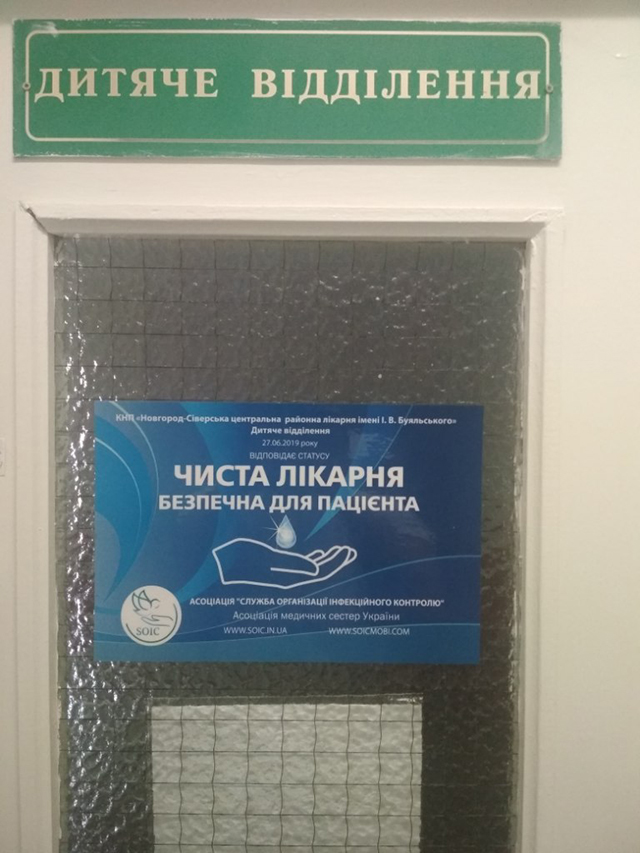 ДИТЯЧЕ ВІДДІЛЕННЯ
КНП «Новгород-Сіверська центральна районна лікарня імені І. В. Буяльського»
Дитяче відділення
27.06.2019 року
ВІДПОВІДАЄ СТАТУСУ
ЧИСТА ЛІКАРНЯ
БЕЗПЕЧНА ДЛЯ ПАЦІЄНТА
АСОЦІАЦІЯ "СЛУЖБА ОРГАНІЗАЦІЇ ІНФЕКЦІЙНОГО КОНТРОЛЮ"
Асоціація медичних сестер України
SOIC
WWW.SOIC.IN.UA WWW.SOICMOBI.COM